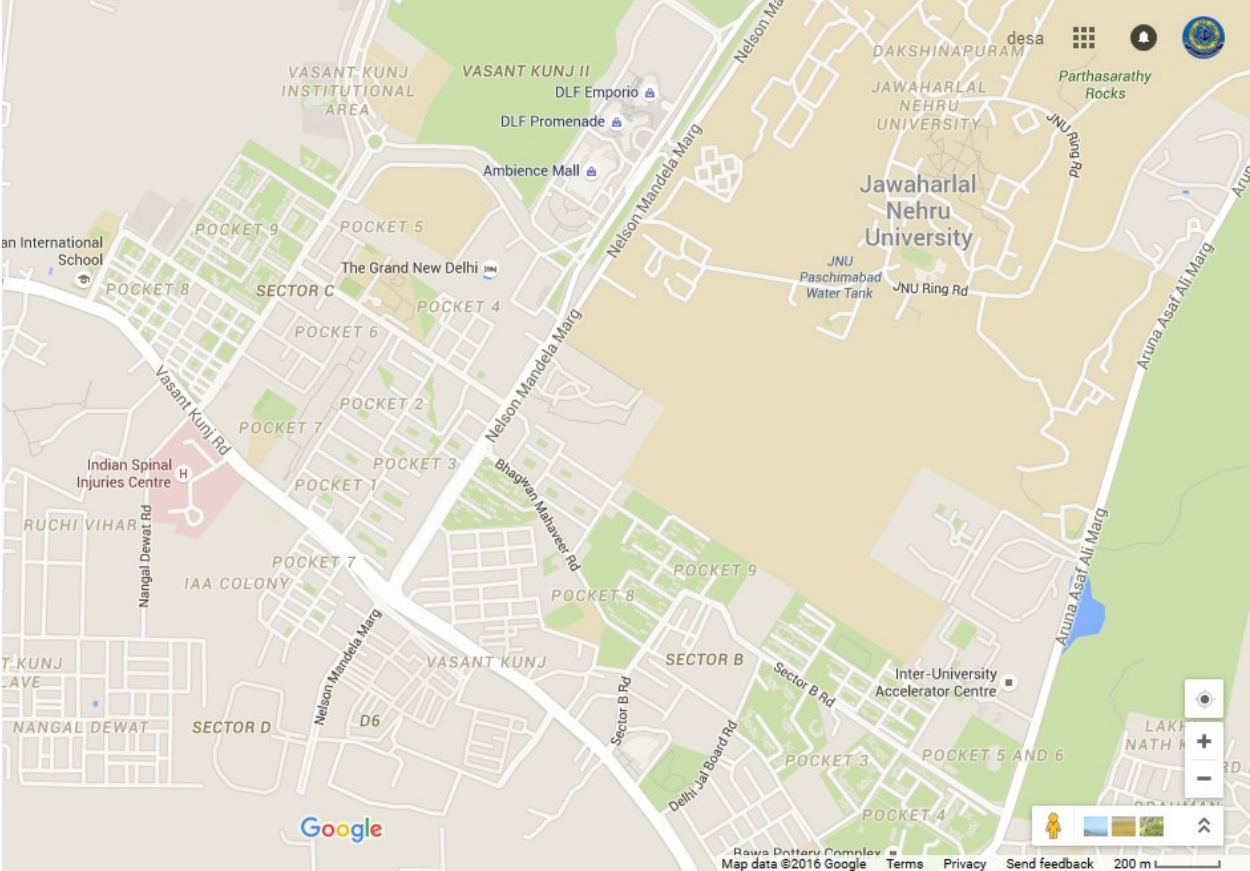 Nelson Ma
desa
DAKSHINAPURAM
VASANT KUNJ
INSTITUTIONAL
AREA
VASANT KUNJ II
DLF Emporio
DLF Promenade
Ambience Mall
Nelson Mandela Marg
JAWAHARLAL
NEHRU
UNIVERSITY
Parthasarathy
Rocks
JNU Ring Rd
Jawaharlal
Nehru
University
Arun
POCKET 9
POCKET 5
an International
School
The Grand New Delhi
JNU
Paschimabad
Water Tank
JNU Ring Rd
POCKET 8
SECTOR C
POCKET 4
POCKET 6
Nelson Mandela Marg
Aruna Asaf Ali Marg
Vasant Kunj Rd
POCKET 2
POCKET 7
POCKET 3
Indian Spinal
Injuries Centre
H
POCKET 1
Bhagwan Mahaveer Rd
RUCHI VIHAR
Nangal Dewat Rd
POCKET 7
IAA COLONY
POCKET 9
POCKET 8
Aruna Asaf Ali Marg
Nelson Mandela Marg
T KUNJ
LAVE
VASANT KUNJ
SECTOR B
Sector B Rd
Inter-University
Accelerator Centre
NANGAL DEWAT
SECTOR D
D6
Sector B Rd
Delhi Jal Board Rd
POCKET 3
POCKET 5 AND 6
LAKH
NATH K
RD
POCKET 4
Google
Bawa Pottery Complex
Map data ©2016 Google Terms Privacy Send feedback 200 m